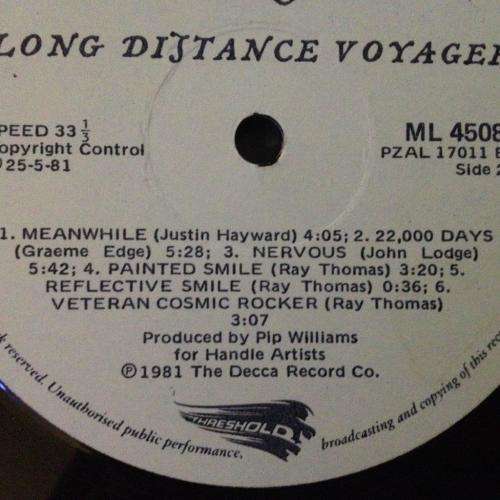 LONG DISTANCE VOYAGER
SPEED 33 1/3
Copyright Control
℗25-5-81
ML 4508
PZAL 17011
Side 2
1. MEANWHILE (Justin Hayward) 4:05; 2. 22,000 DAYS
(Graeme Edge) 5:28; 3. NERVOUS (John Lodge)
5:42; 4. PAINTED SMILE (Ray Thomas) 3:20; 5.
REFLECTIVE SMILE (Ray Thomas) 0:36; 6.
VETERAN COSMIC ROCKER (Ray Thomas)
3:07
Produced by Pip Williams
for Handle Artists
℗1981 The Decca Record Co.
THRESHOLD
reserved. Unauthorised public performance, broadcasting and copying of this